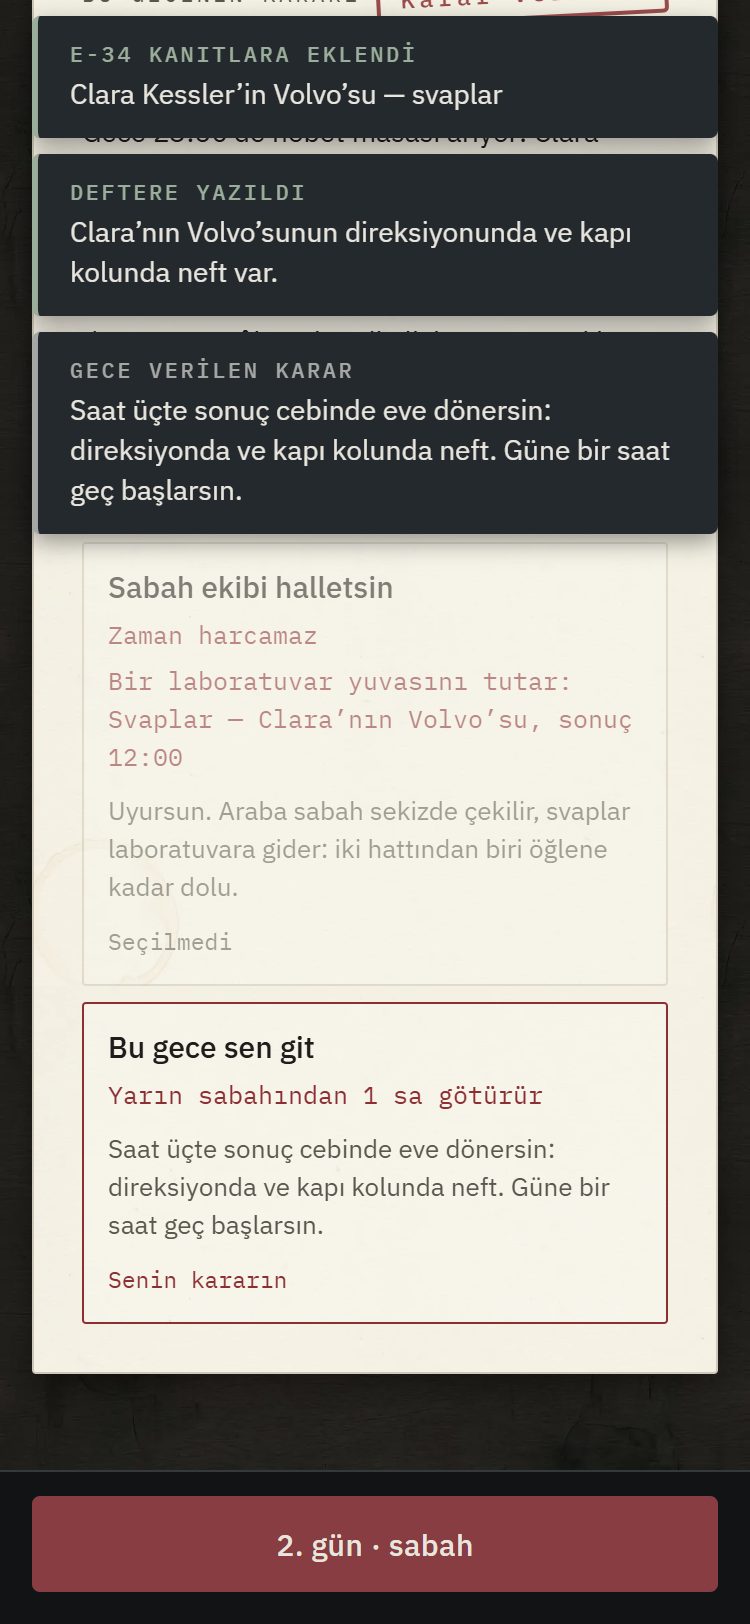 E-34 KANITLARA EKLENDİ
Clara Kessler’in Volvo’su — svaplar
DEFTERE YAZILDI
Clara’nın Volvo’sunun direksiyonunda ve kapı
kolunda neft var.
GECE VERİLEN KARAR
Saat üçte sonuç cebinde eve dönersin:
direksiyonda ve kapı kolunda neft. Güne bir saat
geç başlarsın.
Sabah ekibi halletsin
Zaman harcamaz
Bir laboratuvar yuvasını tutar:
Svaplar — Clara’nın Volvo’su, sonuç
12:00
Uyursun. Araba sabah sekizde çekilir, svaplar
laboratuvara gider: iki hattından biri öğlene
kadar dolu.
Seçilmedi
Bu gece sen git
Yarın sabahından 1 sa götürür
Saat üçte sonuç cebinde eve dönersin:
direksiyonda ve kapı kolunda neft. Güne bir
saat geç başlarsın.
Senin kararın
2. gün · sabah